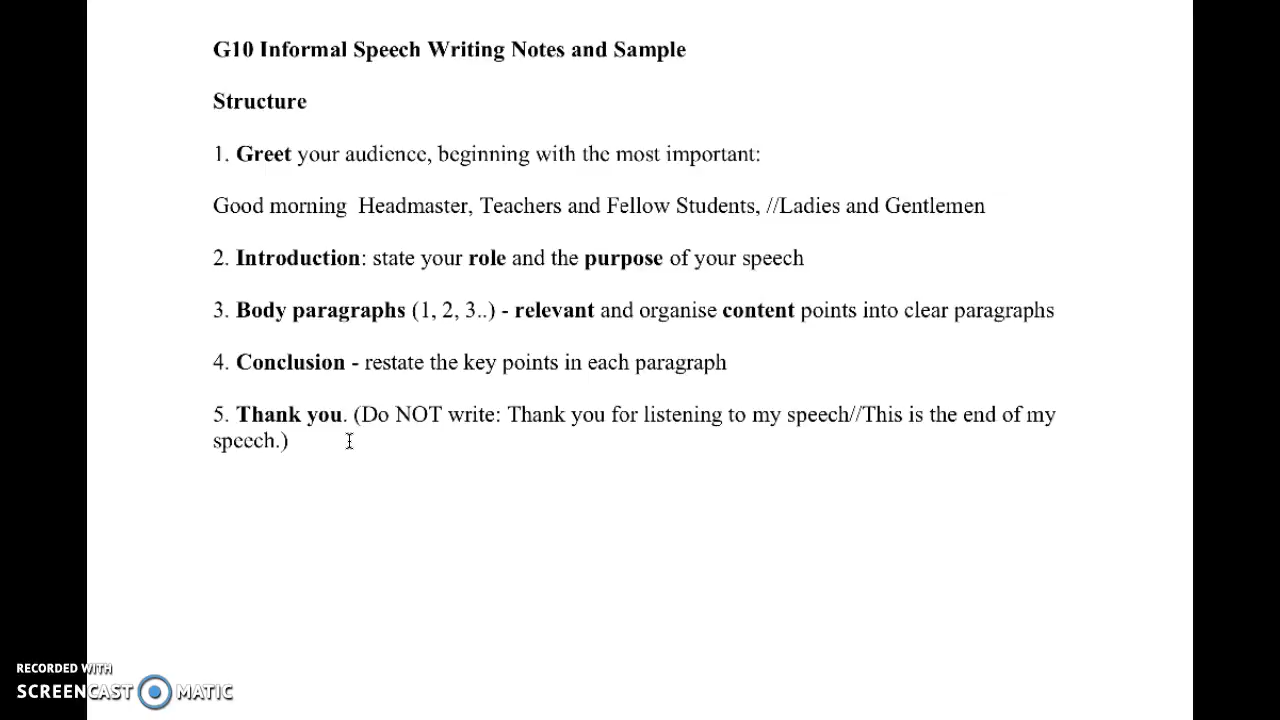 G10 Informal Speech Writing Notes and Sample
Structure
1. Greet your audience, beginning with the most important:
Good morning  Headmaster, Teachers and Fellow Students, //Ladies and Gentlemen
2. Introduction: state your role and the purpose of your speech
3. Body paragraphs (1, 2, 3..) - relevant and organise content points into clear paragraphs
4. Conclusion - restate the key points in each paragraph
5. Thank you. (Do NOT write: Thank you for listening to my speech//This is the end of my
speech.)
RECORDED WITH
SCREENCAST MATIC